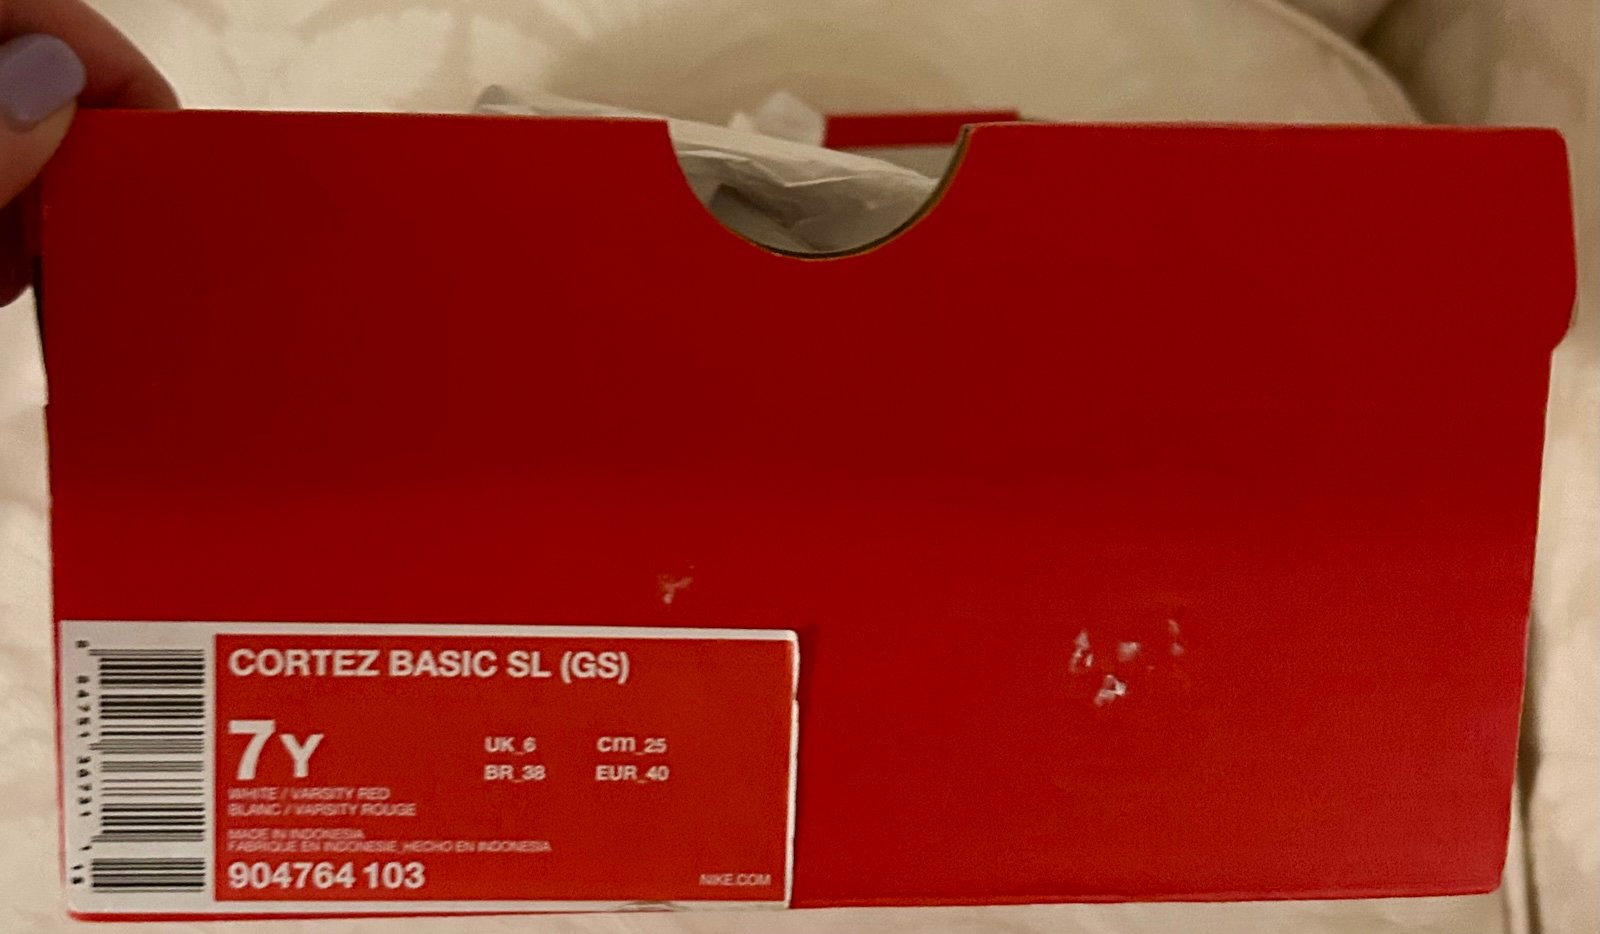 CORTEZ BASIC SL (GS)
7Y
UK_6 cm_25
BR_38 EUR_40
WHITE / VARSITY RED
BLANC / VARSITY ROUGE
MADE IN INDONESIA
FABRIQUE EN INDONESIE, HECHO EN INDONESIA
904764 103
NIKE.COM